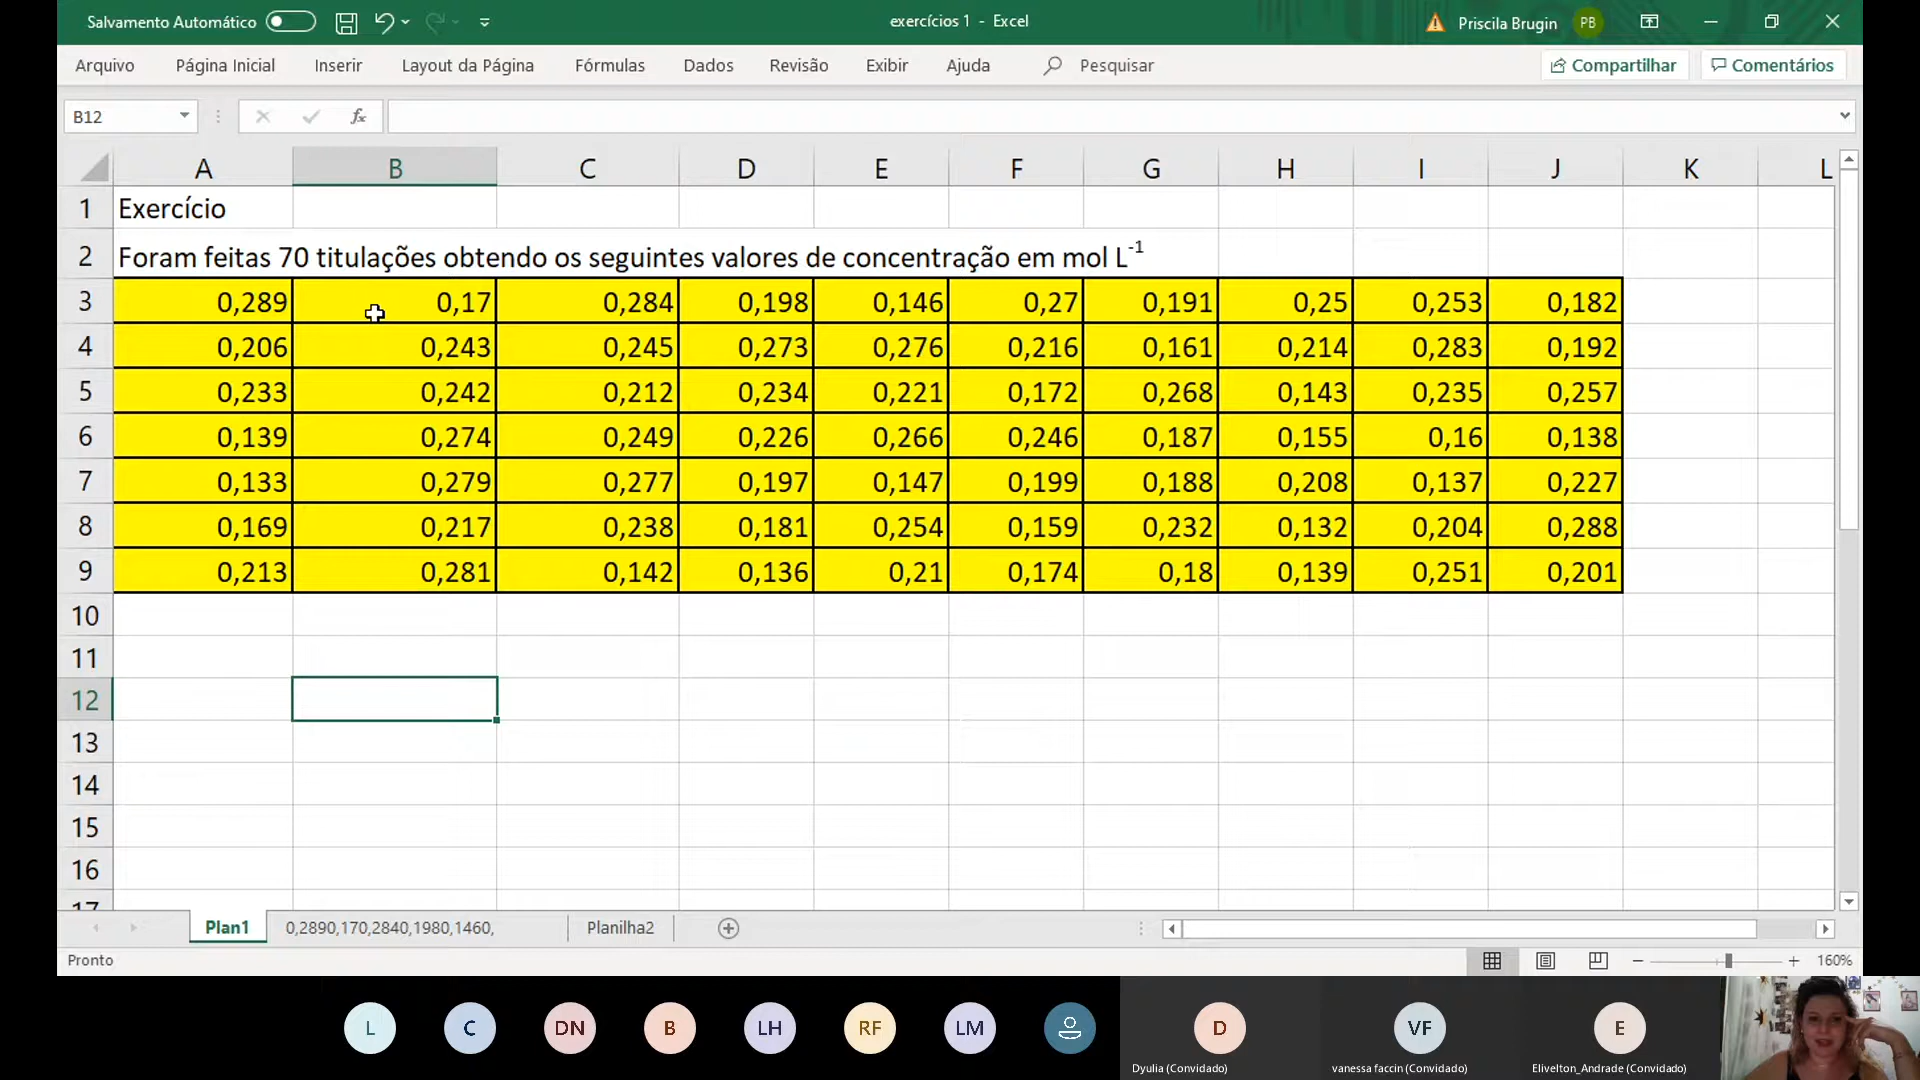 Salvamento Automático
exercícios 1 - Excel
Priscila Brugin PB
Arquivo Página Inicial Inserir Layout da Página Fórmulas Dados Revisão Exibir Ajuda Pesquisar Compartilhar Comentários
B12 fx
A B C D E F G H I J K L
1 Exercício
2 Foram feitas 70 titulações obtendo os seguintes valores de concentração em mol L-1
3 0,289 0,17 0,284 0,198 0,146 0,27 0,191 0,25 0,253 0,182
4 0,206 0,243 0,245 0,273 0,276 0,216 0,161 0,214 0,283 0,192
5 0,233 0,242 0,212 0,234 0,221 0,172 0,268 0,143 0,235 0,257
6 0,139 0,274 0,249 0,226 0,266 0,246 0,187 0,155 0,16 0,138
7 0,133 0,279 0,277 0,197 0,147 0,199 0,188 0,208 0,137 0,227
8 0,169 0,217 0,238 0,181 0,254 0,159 0,232 0,132 0,204 0,288
9 0,213 0,281 0,142 0,136 0,21 0,174 0,18 0,139 0,251 0,201
10
11
12
13
14
15
16
17
Plan1 0,2890,170,2840,1980,1460, Planilha2
Pronto 160%
L C DN B LH RF LM D VF E
Dyulia (Convidado) vanessa faccin (Convidado) Elivelton_Andrade (Convidado)